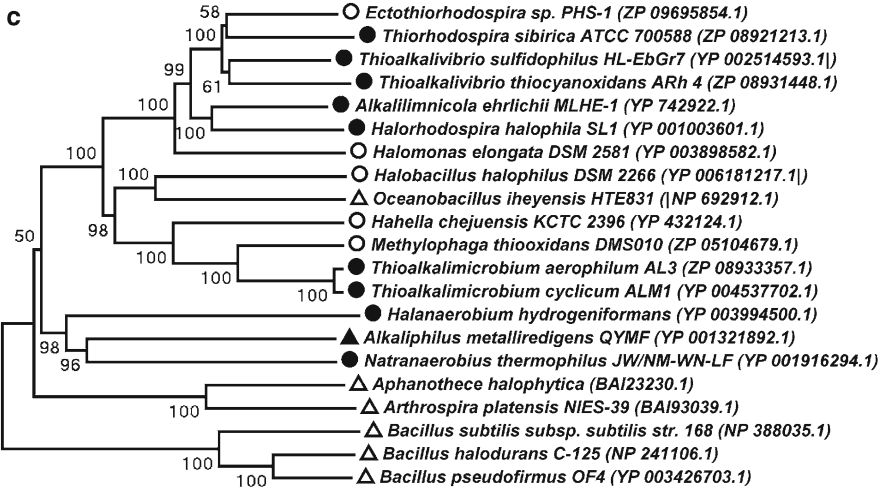 c
58
Ectothiorhodospira sp. PHS-1 (ZP 09695854.1)
100
Thiorhodospira sibirica ATCC 700588 (ZP 08921213.1)
99
Thioalkalivibrio sulfidophilus HL-EbGr7 (YP 002514593.1|)
61
Thioalkalivibrio thiocyanoxidans ARh 4 (ZP 08931448.1)
100
Alkalilimnicola ehrlichii MLHE-1 (YP 742922.1)
100
Halorhodospira halophila SL1 (YP 001003601.1)
100
Halomonas elongata DSM 2581 (YP 003898582.1)
100
Halobacillus halophilus DSM 2266 (YP 006181217.1|)
Oceanobacillus iheyensis HTE831 (|NP 692912.1)
98
Hahella chejuensis KCTC 2396 (YP 432124.1)
50
Methylophaga thiooxidans DMS010 (ZP 05104679.1)
100
100
Thioalkalimicrobium aerophilum AL3 (ZP 08933357.1)
100
Thioalkalimicrobium cyclicum ALM1 (YP 004537702.1)
Halanaerobium hydrogeniformans (YP 003994500.1)
98
Alkaliphilus metalliredigens QYMF (YP 001321892.1)
96
Natranaerobius thermophilus JW/NM-WN-LF (YP 001916294.1)
Aphanothece halophytica (BAI23230.1)
100
Arthrospira platensis NIES-39 (BAI93039.1)
Bacillus subtilis subsp. subtilis str. 168 (NP 388035.1)
100
Bacillus halodurans C-125 (NP 241106.1)
100
Bacillus pseudofirmus OF4 (YP 003426703.1)